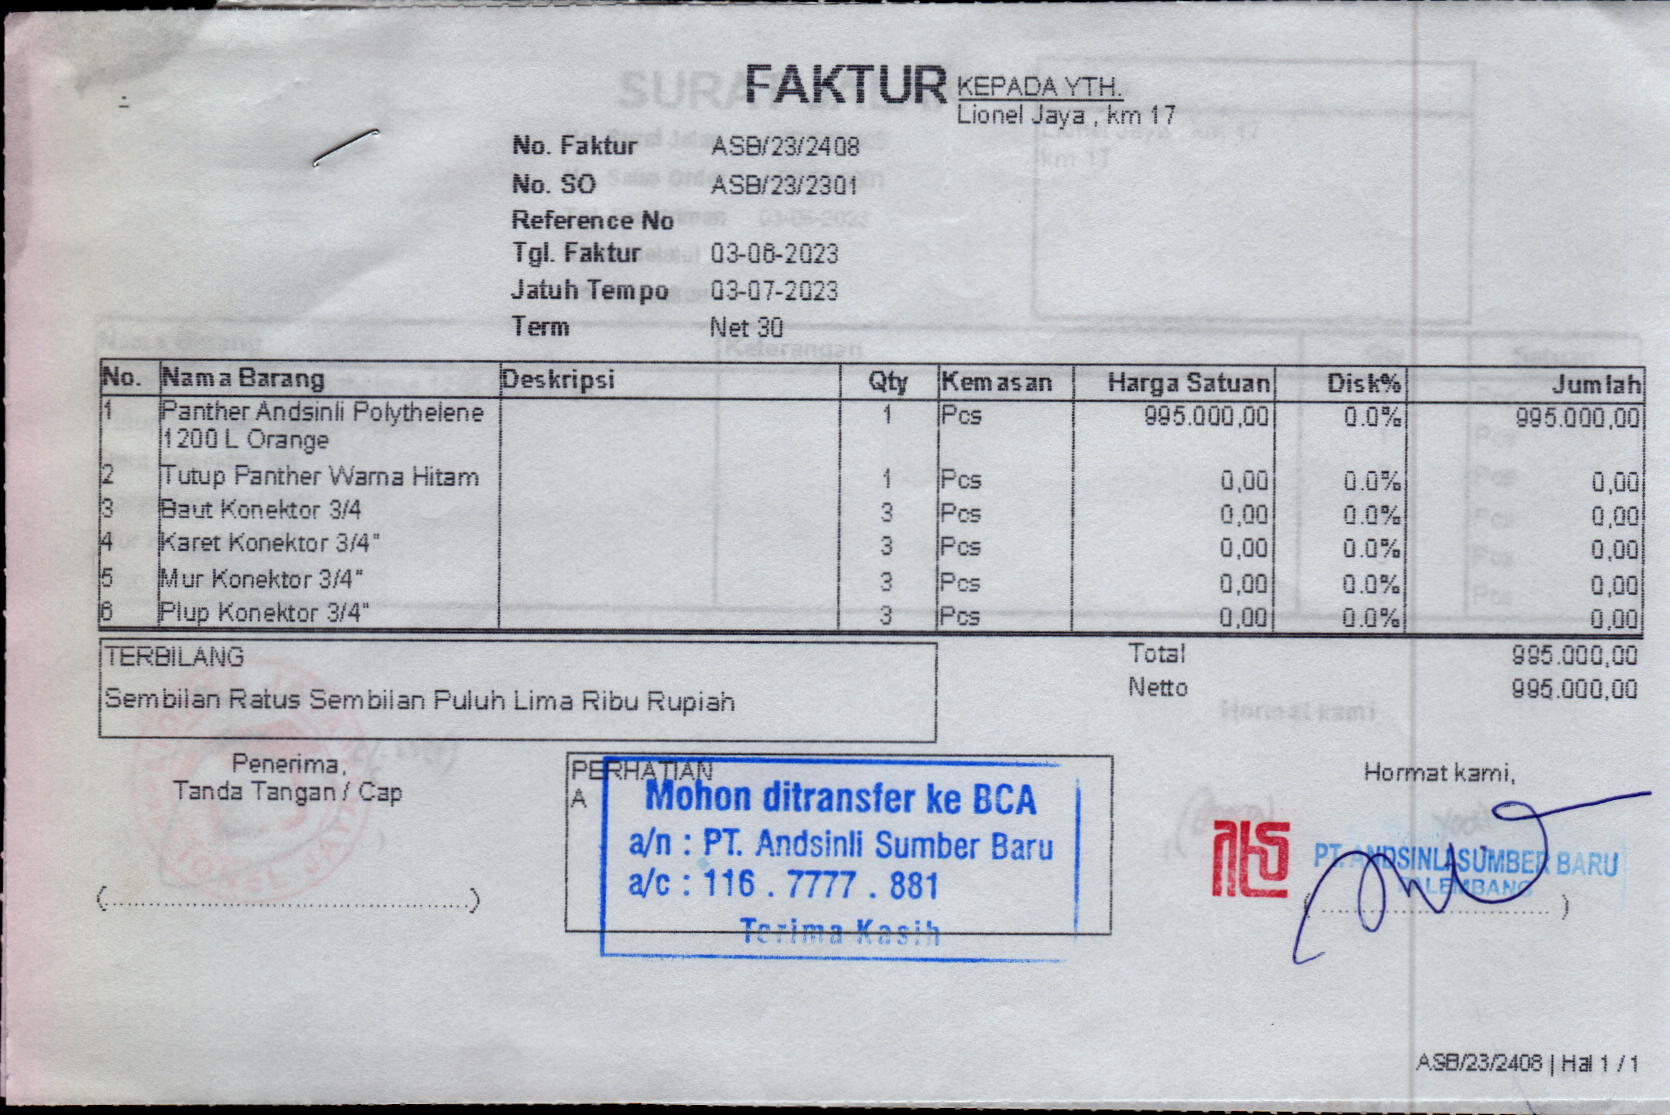 FAKTUR
KEPADA YTH.
Lionel Jaya , km 17
No. Faktur ASB/23/2408
No. SO ASB/23/2301
Reference No
Tgl. Faktur 03-06-2023
Jatuh Tempo 03-07-2023
Term Net 30
No. Nama Barang Deskripsi Qty Kemasan Harga Satuan Disk% Jumlah
1 Panther Andsinli Polythelene 1 Pcs 995.000,00 0.0% 995.000,00
1200 L Orange
2 Tutup Panther Warna Hitam 1 Pcs 0,00 0.0% 0,00
3 Baut Konektor 3/4 3 Pcs 0,00 0.0% 0,00
4 Karet Konektor 3/4" 3 Pcs 0,00 0.0% 0,00
5 Mur Konektor 3/4" 3 Pcs 0,00 0.0% 0,00
6 Plup Konektor 3/4" 3 Pcs 0,00 0.0% 0,00
TERBILANG
Sembilan Ratus Sembilan Puluh Lima Ribu Rupiah
Total 995.000,00
Netto 995.000,00
Penerima,
Tanda Tangan / Cap
(.....................................................)
PERHATIAN
A
Mohon ditransfer ke BCA
a/n : PT. Andsinli Sumber Baru
a/c : 116 . 7777 . 881
Terima Kasih
Hormat kami,
PT. ANDSINLI SUMBER BARU
PALEMBANG
(.................................)
ASB/23/2408 | Hal 1 / 1